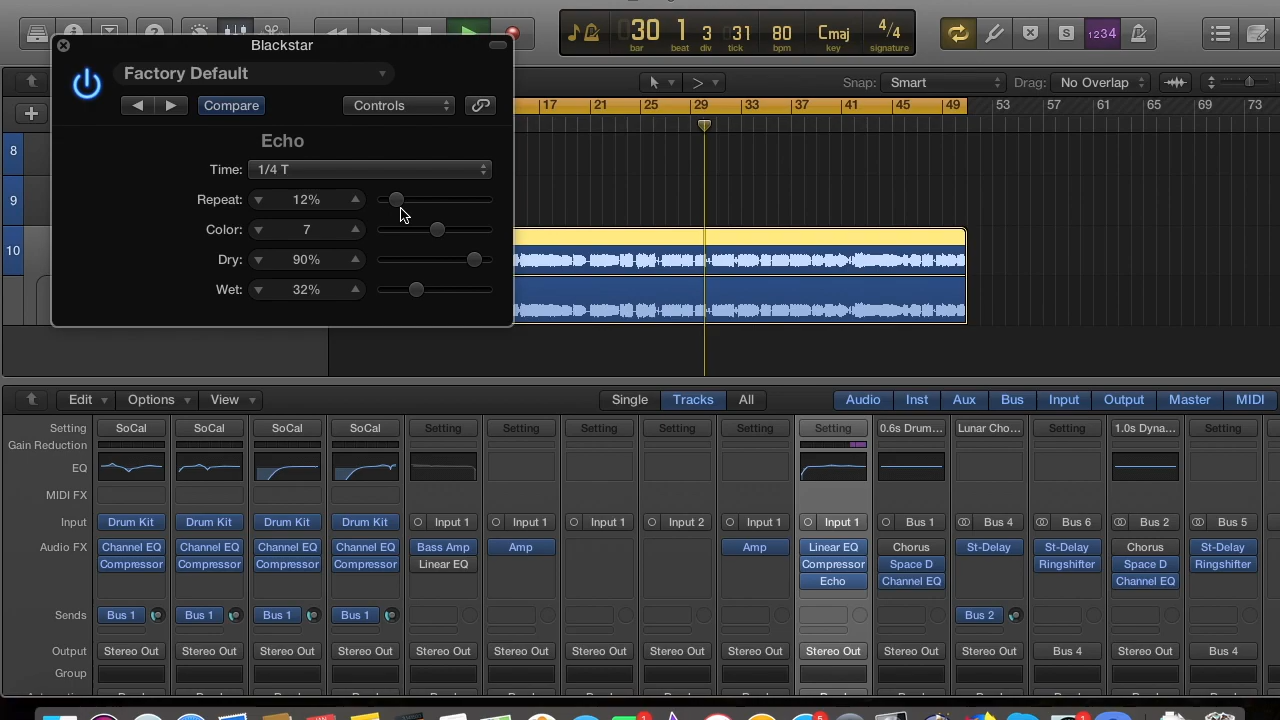 30 1 3 31 80 Cmaj 4/4
bar beat div tick bpm key signature
1234
Blackstar
Factory Default
Compare Controls
Snap: Smart Drag: No Overlap
17 21 25 29 33 37 41 45 49 53 57 61 65 69 73
Echo
Time: 1/4 T
Repeat: 12%
Color: 7
Dry: 90%
Wet: 32%
8
9
10
Edit Options View Single Tracks All Audio Inst Aux Bus Input Output Master MIDI
Setting SoCal SoCal SoCal SoCal Setting Setting Setting Setting Setting Setting 0.6s Drum... Lunar Cho... Setting 1.0s Dyna... Setting
Gain Reduction
EQ
MIDI FX
Input Drum Kit Drum Kit Drum Kit Drum Kit Input 1 Input 1 Input 1 Input 2 Input 1 Input 1 Bus 1 Bus 4 Bus 6 Bus 2 Bus 5
Audio FX Channel EQ Channel EQ Channel EQ Channel EQ Bass Amp Amp Amp Linear EQ Chorus St-Delay St-Delay Chorus St-Delay
Compressor Compressor Compressor Compressor Linear EQ Compressor Space D Ringshifter Space D Ringshifter
Echo Channel EQ Channel EQ
Sends Bus 1 Bus 1 Bus 1 Bus 1 Bus 2
Output Stereo Out Stereo Out Stereo Out Stereo Out Stereo Out Stereo Out Stereo Out Stereo Out Stereo Out Stereo Out Stereo Out Stereo Out Bus 4 Stereo Out Bus 4
Group